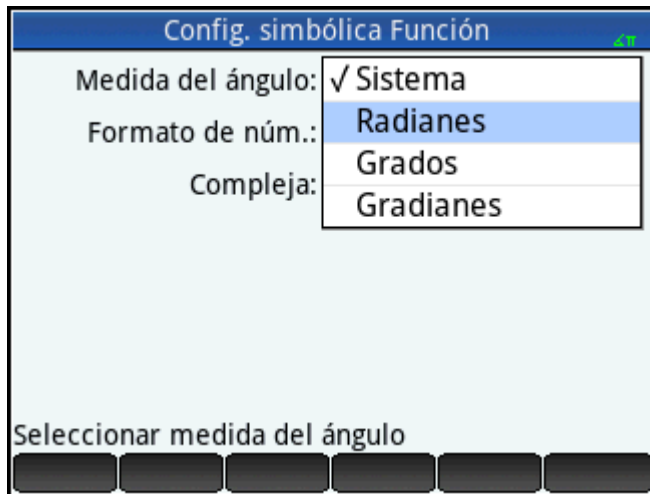 Config. simbólica Función
∡π
Medida del ángulo: √ Sistema
Radianes
Formato de núm.:
Grados
Compleja:
Gradianes
Seleccionar medida del ángulo